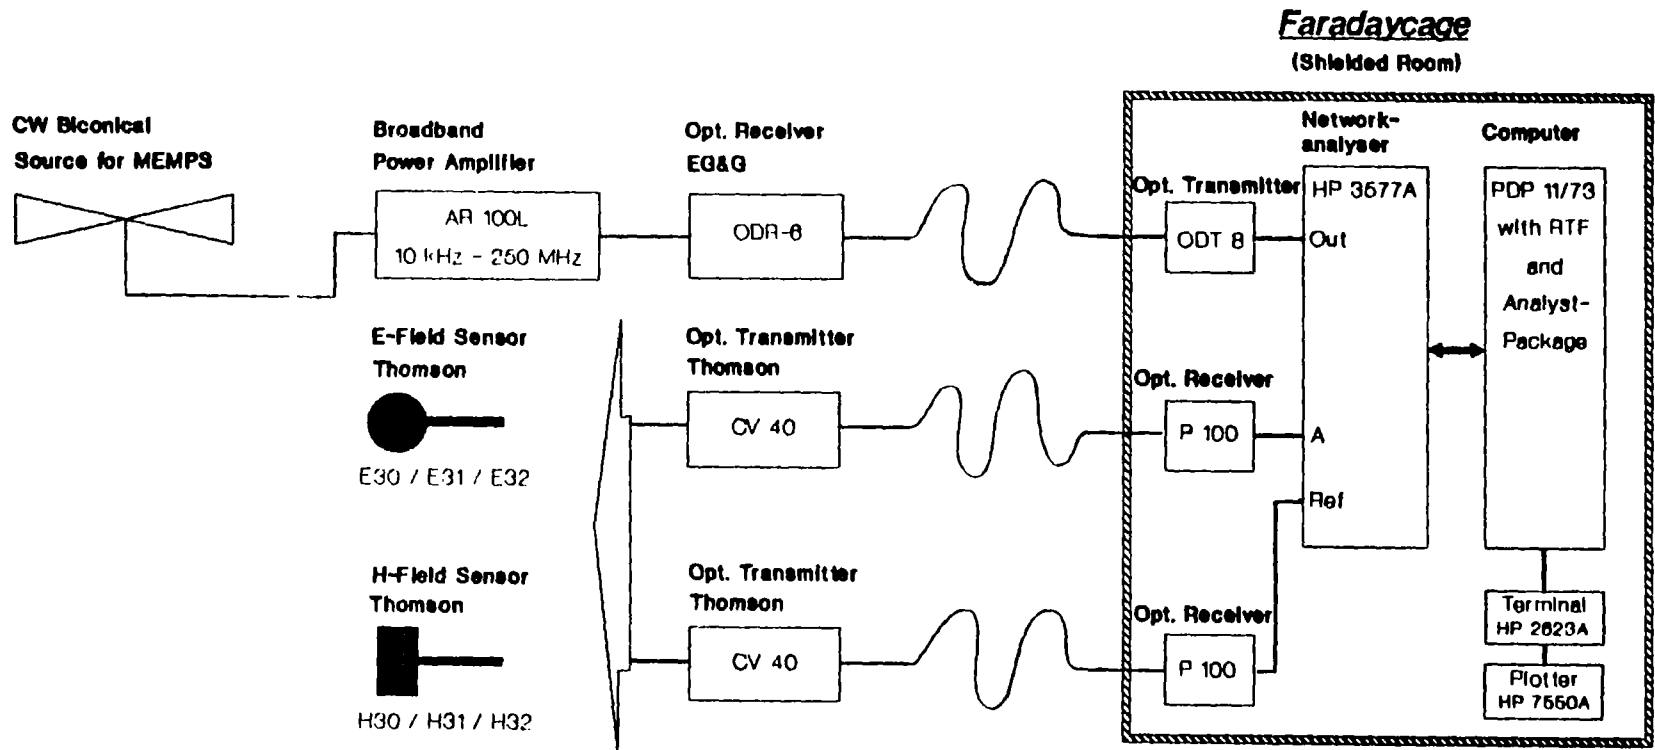 Faradaycage
(Shielded Room)
CW Biconical
Source for MEMPS
Broadband
Power Amplifier
AR 100L
10 kHz - 250 MHz
Opt. Receiver
EG&G
ODR-6
Opt. Transmitter
ODT 8
Network-
analyser
HP 3577A
Out
A
Ref
Computer
PDP 11/73
with RTF
and
Analyst-
Package
E-Field Sensor
Thomson
E30 / E31 / E32
Opt. Transmitter
Thomson
CV 40
Opt. Receiver
P 100
H-Field Sensor
Thomson
H30 / H31 / H32
Opt. Transmitter
Thomson
CV 40
Opt. Receiver
P 100
Terminal
HP 2623A
Plotter
HP 7550A